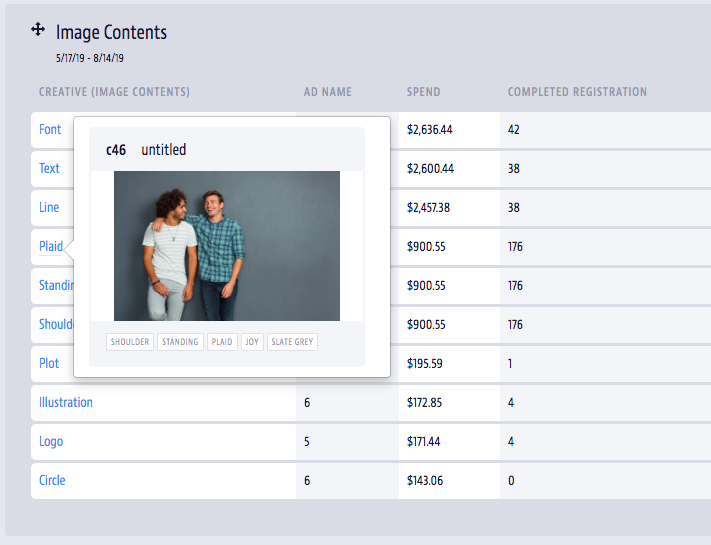 Image Contents
5/17/19 - 8/14/19
CREATIVE (IMAGE CONTENTS) AD NAME SPEND COMPLETED REGISTRATION
Font $2,636.44 42
Text $2,600.44 38
Line $2,457.38 38
Plaid $900.55 176
Standin $900.55 176
Should $900.55 176
Plot $195.59 1
Illustration 6 $172.85 4
Logo 5 $171.44 4
Circle 6 $143.06 0
c46 untitled
SHOULDER STANDING PLAID JOY SLATE GREY